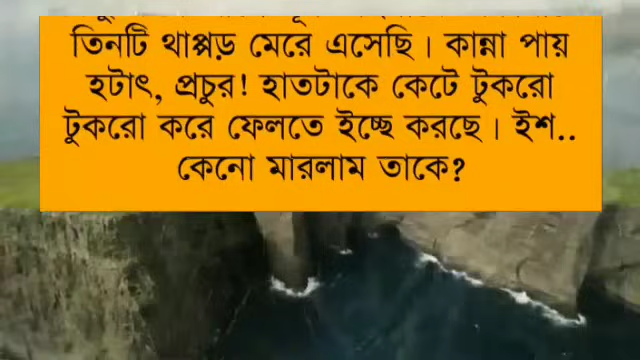 তিনটি থাপ্পড় মেরে এসেছি। কান্না পায়
হটাৎ, প্রচুর! হাতটাকে কেটে টুকরো
টুকরো করে ফেলতে ইচ্ছে করছে। ইশ..
কেনো মারলাম তাকে?